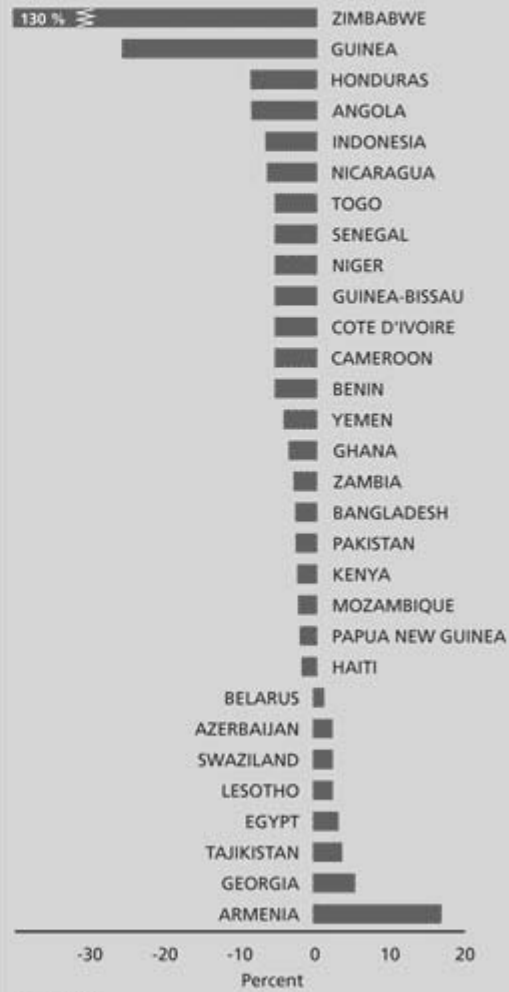 130 %
ZIMBABWE
GUINEA
HONDURAS
ANGOLA
INDONESIA
NICARAGUA
TOGO
SENEGAL
NIGER
GUINEA-BISSAU
COTE D'IVOIRE
CAMEROON
BENIN
YEMEN
GHANA
ZAMBIA
BANGLADESH
PAKISTAN
KENYA
MOZAMBIQUE
PAPUA NEW GUINEA
HAITI
BELARUS
AZERBAIJAN
SWAZILAND
LESOTHO
EGYPT
TAJIKISTAN
GEORGIA
ARMENIA
-30 -20 -10 0 10 20
Percent